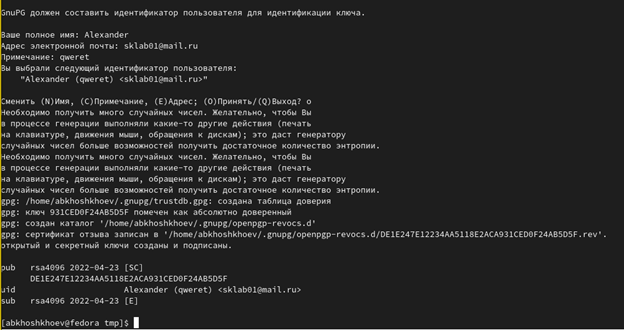 GnuPG должен составить идентификатор пользователя для идентификации ключа.
Ваше полное имя: Alexander
Адрес электронной почты: sklab01@mail.ru
Примечание: qweret
Вы выбрали следующий идентификатор пользователя:
"Alexander (qweret) <sklab01@mail.ru>"
Сменить (N)Имя, (C)Примечание, (E)Адрес; (O)Принять/(Q)Выход? o
Необходимо получить много случайных чисел. Желательно, чтобы Вы
в процессе генерации выполняли какие-то другие действия (печать
на клавиатуре, движения мыши, обращения к дискам); это даст генератору
случайных чисел больше возможностей получить достаточное количество энтропии.
Необходимо получить много случайных чисел. Желательно, чтобы Вы
в процессе генерации выполняли какие-то другие действия (печать
на клавиатуре, движения мыши, обращения к дискам); это даст генератору
случайных чисел больше возможностей получить достаточное количество энтропии.
gpg: /home/abkhoshkhoev/.gnupg/trustdb.gpg: создана таблица доверия
gpg: ключ 931CED0F24AB5D5F помечен как абсолютно доверенный
gpg: создан каталог '/home/abkhoshkhoev/.gnupg/openpgp-revocs.d'
gpg: сертификат отзыва записан в '/home/abkhoshkhoev/.gnupg/openpgp-revocs.d/DE1E247E12234AA5118E2ACA931CED0F24AB5D5F.rev'.
открытый и секретный ключи созданы и подписаны.
pub rsa4096 2022-04-23 [SC]
DE1E247E12234AA5118E2ACA931CED0F24AB5D5F
uid Alexander (qweret) <sklab01@mail.ru>
sub rsa4096 2022-04-23 [E]
[abkhoshkhoev@fedora tmp]$